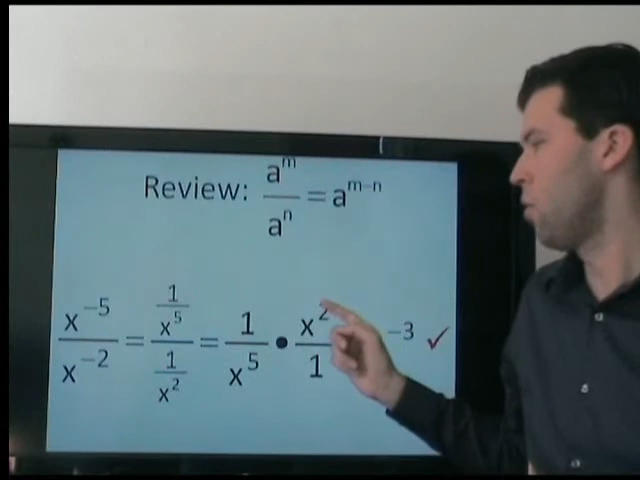 Review: a^m / a^n = a^(m-n)
x^-5 / x^-2 = (1 / x^5) / (1 / x^2) = 1 / x^5 • x^2 / 1 ^-3 ✓